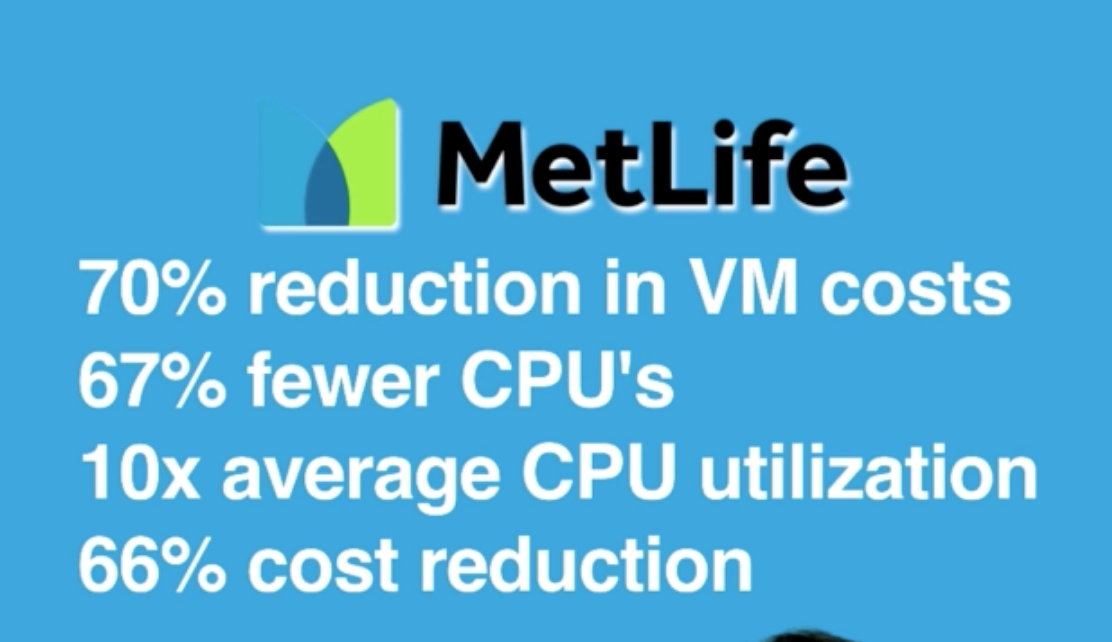 MetLife
70% reduction in VM costs
67% fewer CPU's
10x average CPU utilization
66% cost reduction